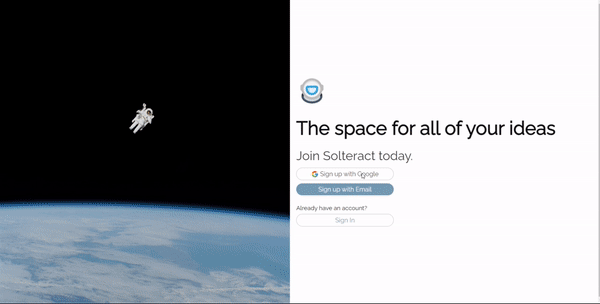 The space for all of your ideas
Join Solteract today.
Sign up with Google
Sign up with Email
Already have an account?
Sign In